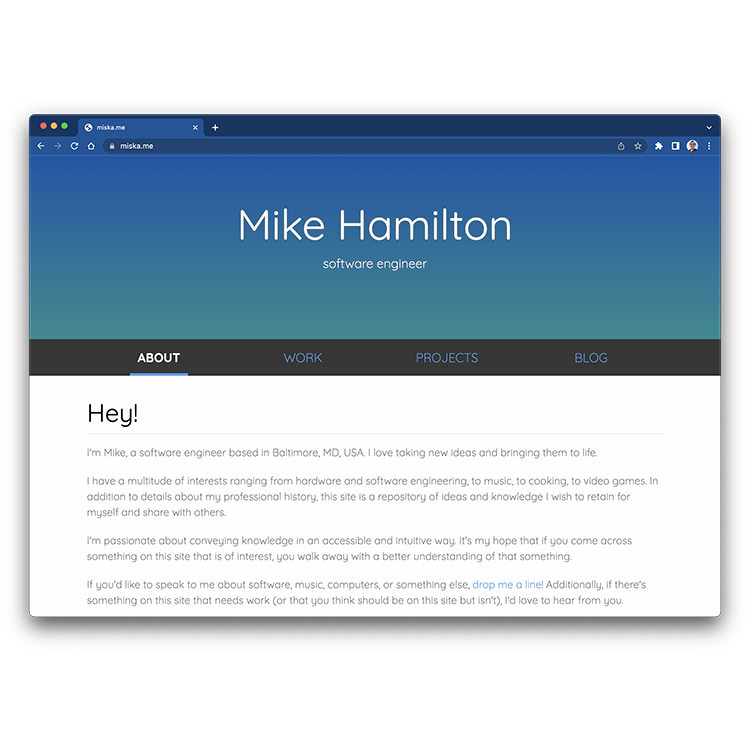 miska.me
miska.me
Mike Hamilton
software engineer
ABOUT WORK PROJECTS BLOG
Hey!
I'm Mike, a software engineer based in Baltimore, MD, USA. I love taking new ideas and bringing them to life.
I have a multitude of interests ranging from hardware and software engineering, to music, to cooking, to video games. In
addition to details about my professional history, this site is a repository of ideas and knowledge I wish to retain for
myself and share with others.
I'm passionate about conveying knowledge in an accessible and intuitive way. It's my hope that if you come across
something on this site that is of interest, you walk away with a better understanding of that something.
If you'd like to speak to me about software, music, computers, or something else, drop me a line! Additionally, if there's
something on this site that needs work (or that you think should be on this site but isn't), I'd love to hear from you.